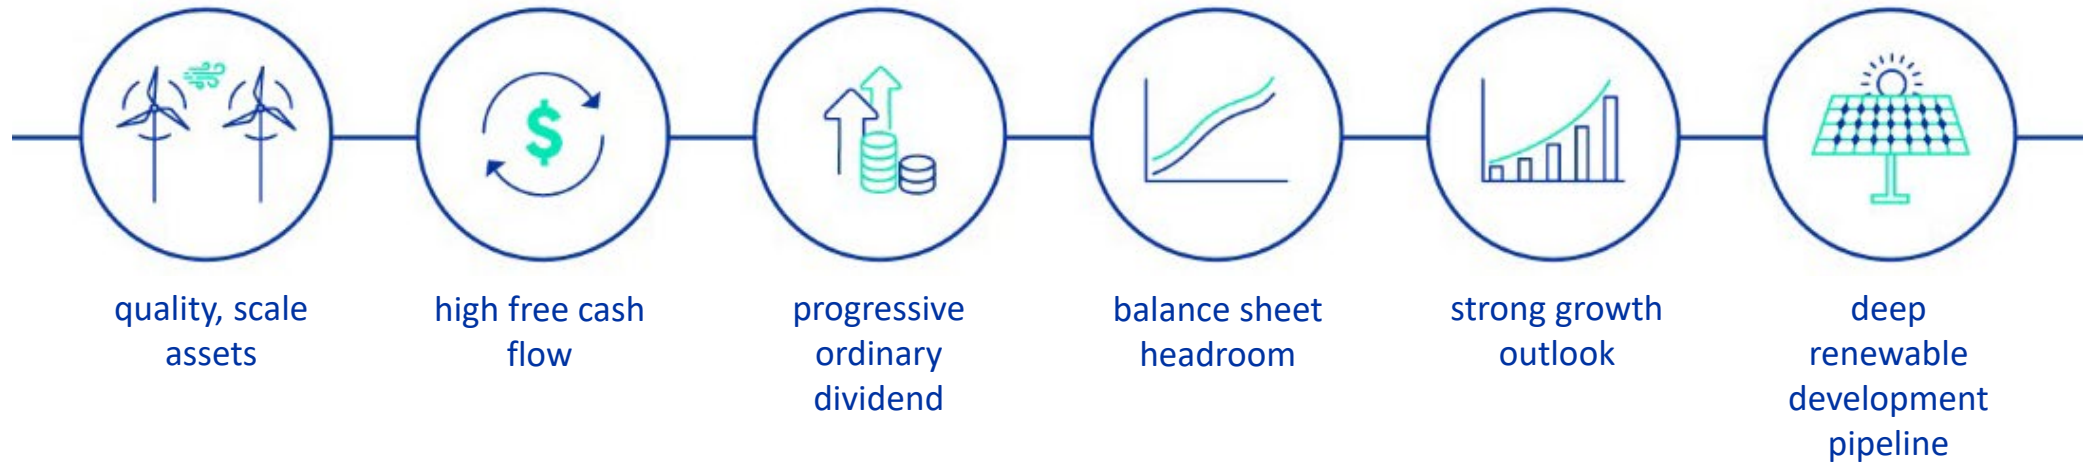 $
quality, scale
assets
high free cash
flow
progressive
ordinary
dividend
balance sheet
headroom
strong growth
outlook
deep
renewable
development
pipeline